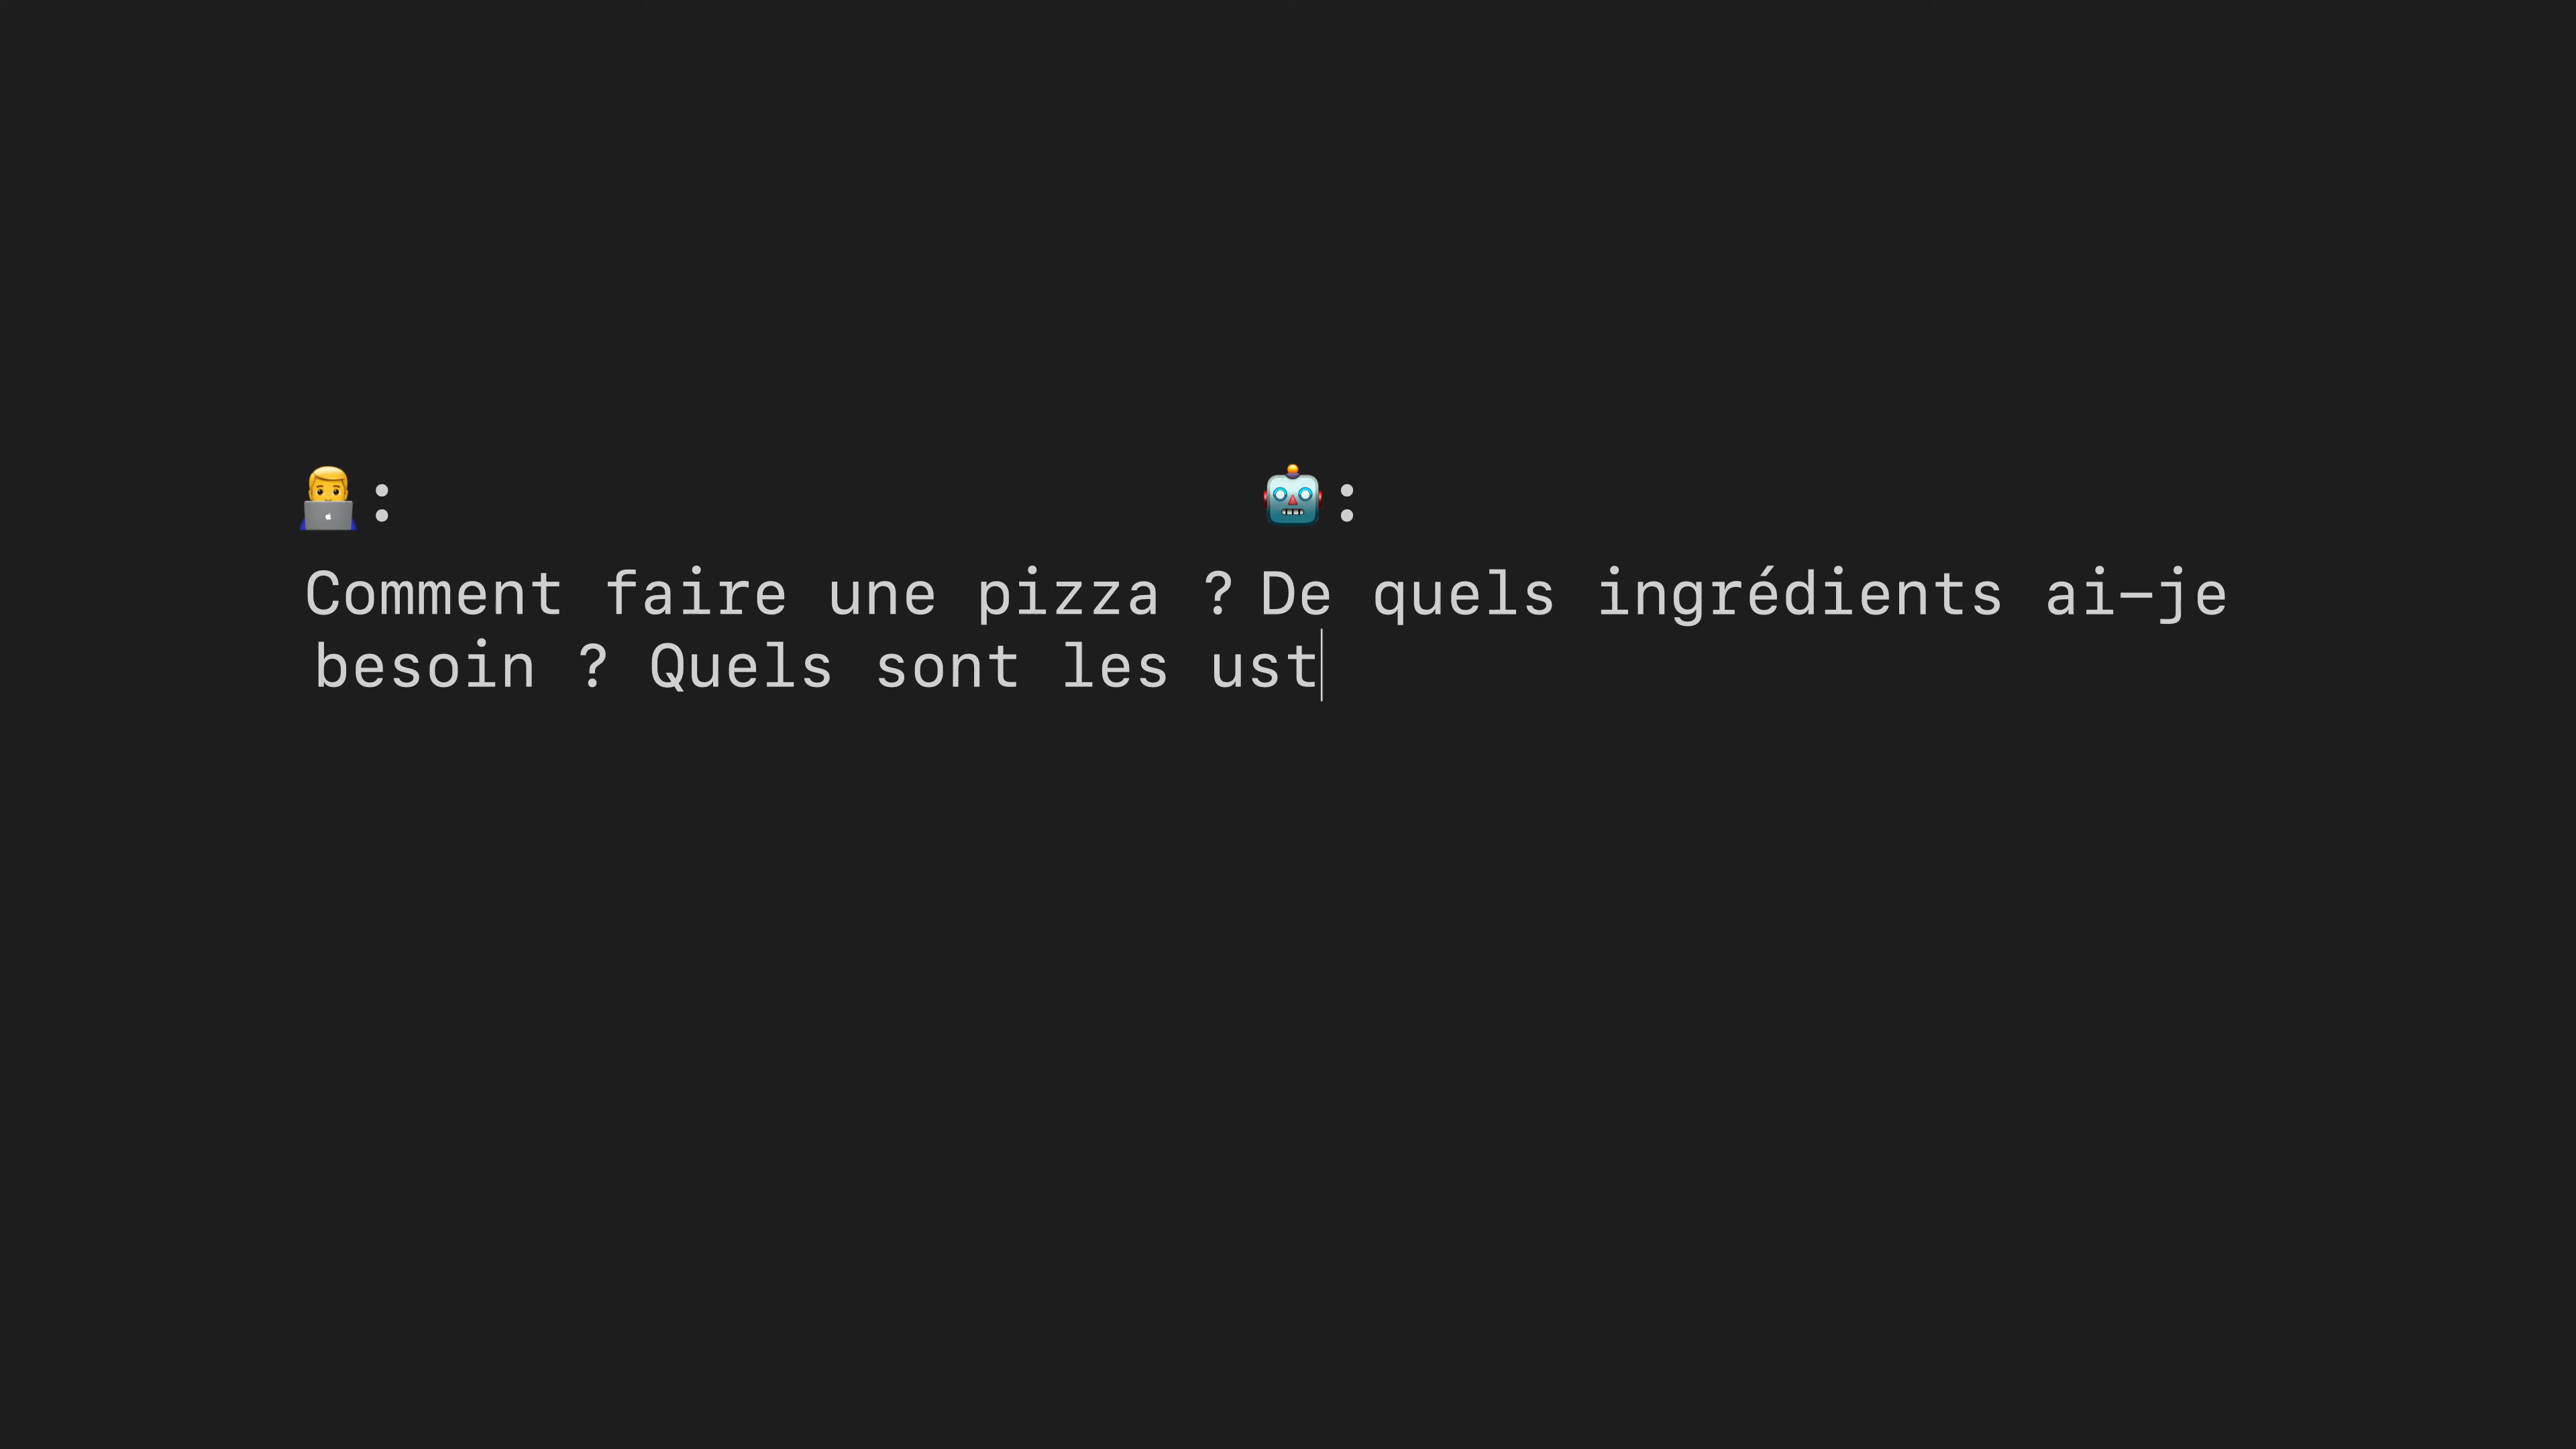 👨‍💻: 🤖:
Comment faire une pizza ? De quels ingrédients ai-je
besoin ? Quels sont les ust